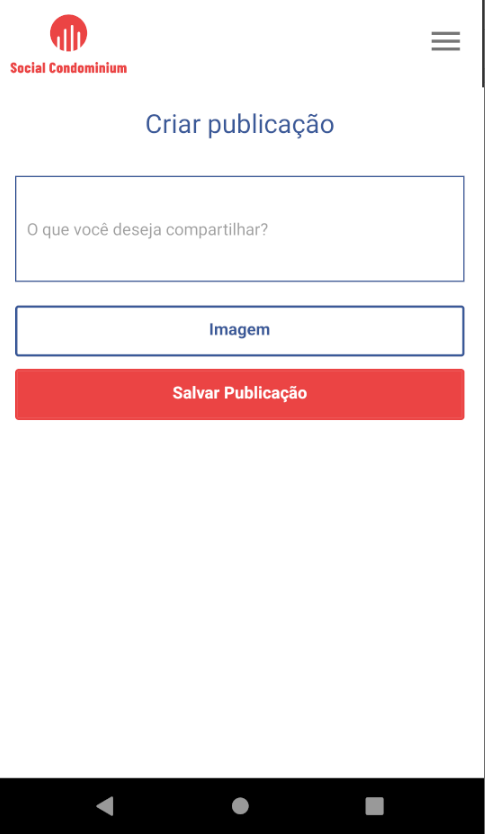 Social Condominium
Criar publicação
O que você deseja compartilhar?
Imagem
Salvar Publicação